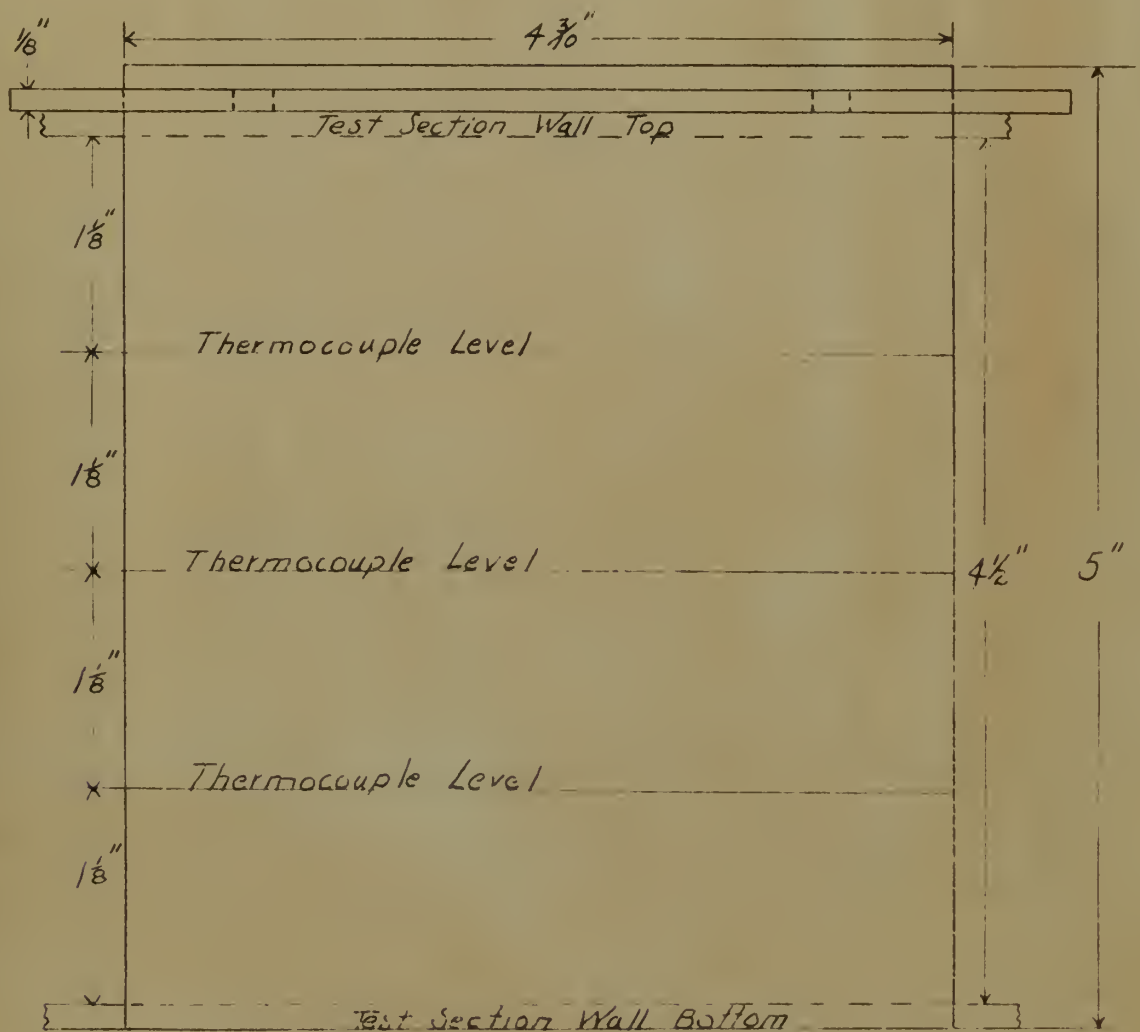 1/8"
4 3/10"
Test Section Wall Top
1 1/8"
Thermocouple Level
1 1/8"
Thermocouple Level
4 1/2"
5"
1 1/8"
Thermocouple Level
1 1/8"
Test Section Wall Bottom